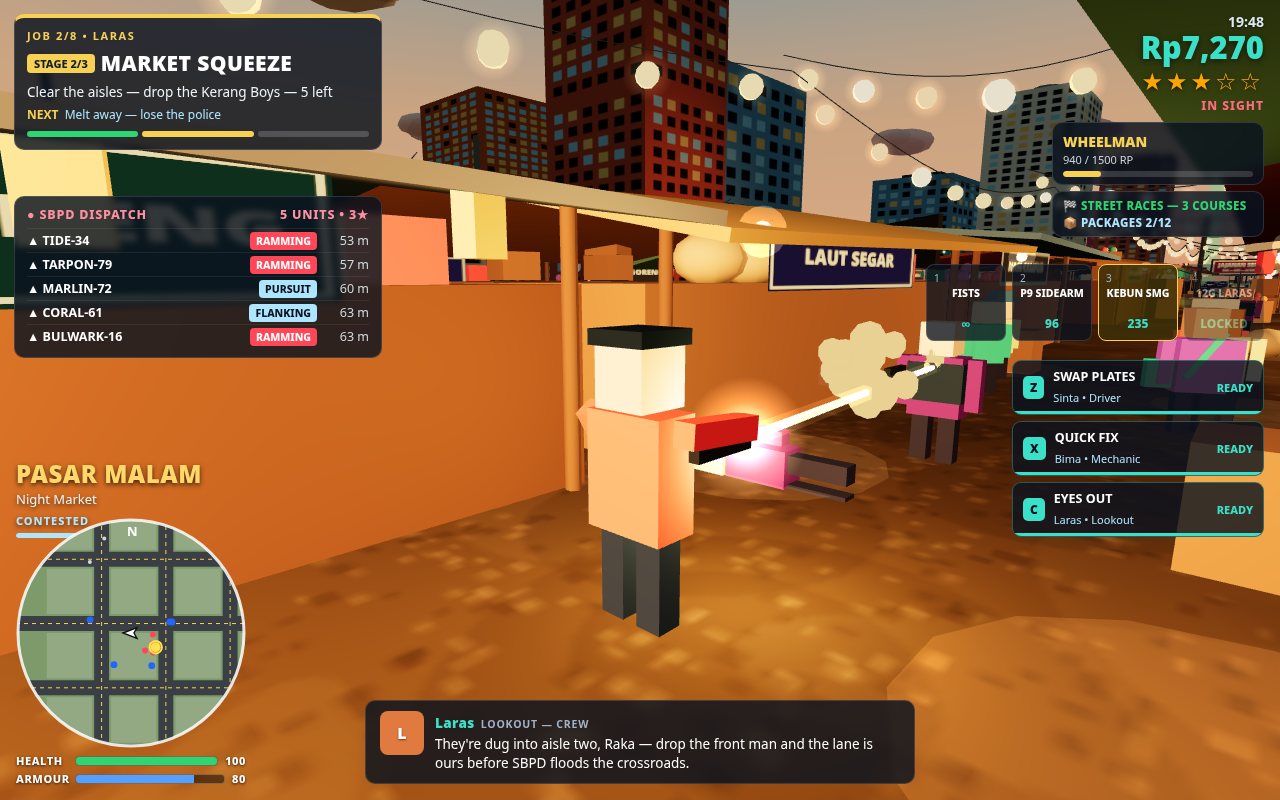 JOB 2/8 • LARAS
STAGE 2/3 MARKET SQUEEZE
Clear the aisles — drop the Kerang Boys — 5 left
NEXT Melt away — lose the police
● SBPD DISPATCH 5 UNITS • 3★
▲ TIDE-34 RAMMING 53 m
▲ TARPON-79 RAMMING 57 m
▲ MARLIN-72 PURSUIT 60 m
▲ CORAL-61 FLANKING 63 m
▲ BULWARK-16 RAMMING 63 m
19:48
Rp7,270
★★★☆☆
IN SIGHT
WHEELMAN
940 / 1500 RP
STREET RACES — 3 COURSES
PACKAGES 2/12
LAUT SEGAR
1 FISTS ∞
2 P9 SIDEARM 96
3 KEBUN SMG 235
12G LARAS LOCKED
Z SWAP PLATES READY
Sinta • Driver
X QUICK FIX READY
Bima • Mechanic
C EYES OUT READY
Laras • Lookout
PASAR MALAM
Night Market
CONTESTED
N
HEALTH 100
ARMOUR 80
L
Laras LOOKOUT — CREW
They're dug into aisle two, Raka — drop the front man and the lane is
ours before SBPD floods the crossroads.